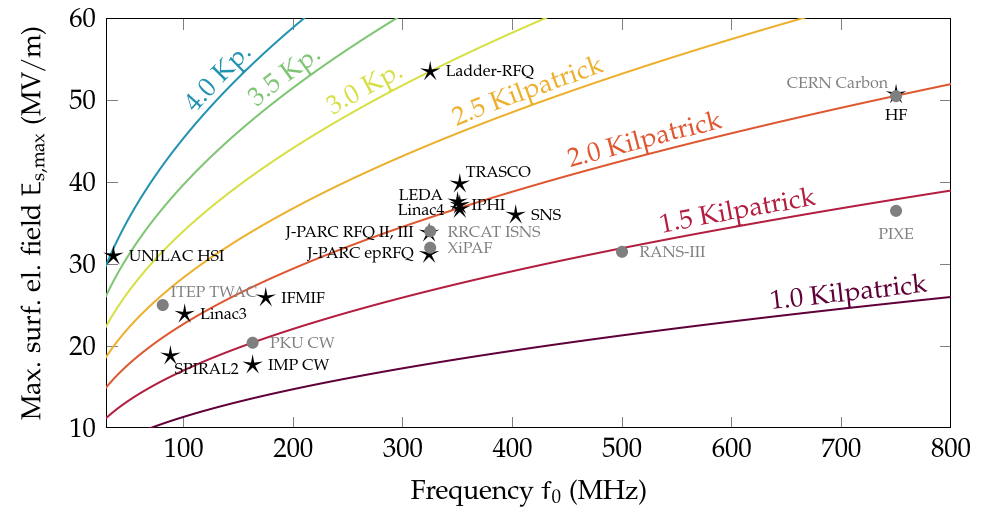 60
50
40
30
20
10
Max. surf. el. field E_s,max (MV/m)
4.0 Kp.
3.5 Kp.
3.0 Kp.
2.5 Kilpatrick
2.0 Kilpatrick
1.5 Kilpatrick
1.0 Kilpatrick
Ladder-RFQ
CERN Carbon
HF
TRASCO
LEDA
IPHI
Linac4
SNS
J-PARC RFQ II, III
RRCAT ISNS
J-PARC epRFQ
XiPAF
RANS-III
PIXE
UNILAC HSI
ITEP TWAC
IFMIF
Linac3
PKU CW
SPIRAL2
IMP CW
100 200 300 400 500 600 700 800
Frequency f₀ (MHz)